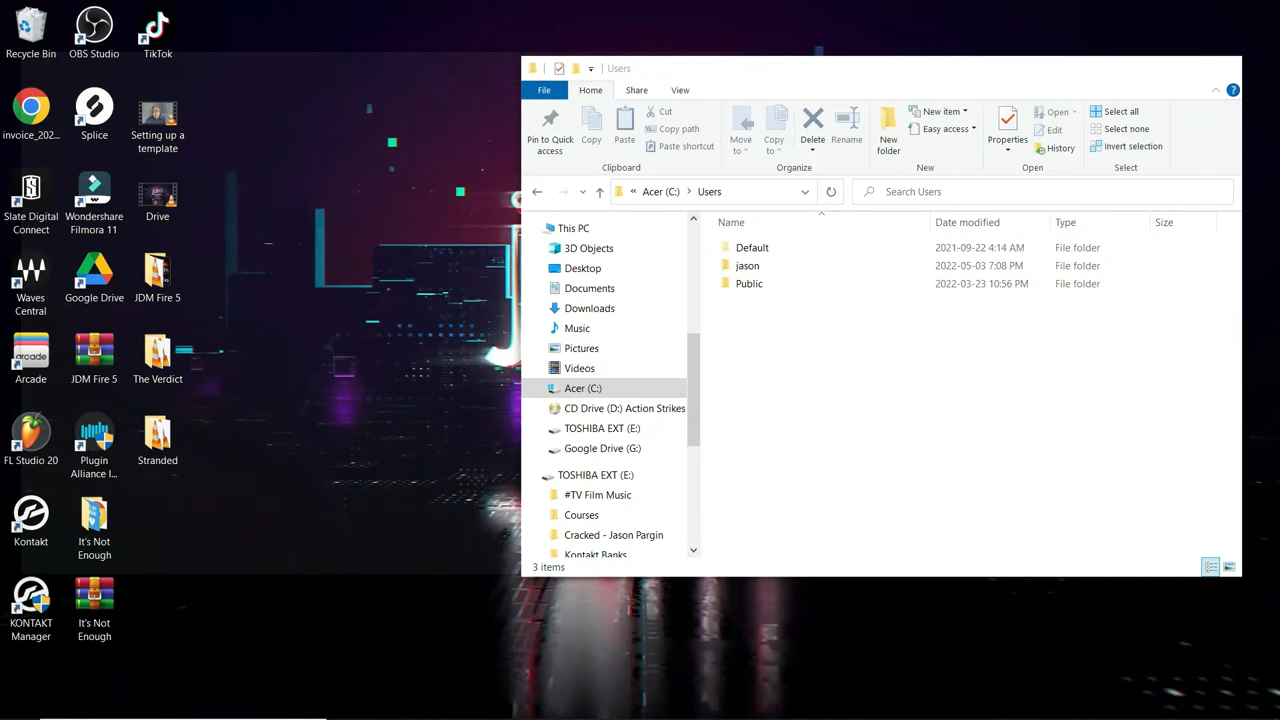 Recycle Bin
OBS Studio
TikTok
invoice_202...
Splice
Setting up a
template
Slate Digital
Connect
Wondershare
Filmora 11
Drive
Waves
Central
Google Drive
JDM Fire 5
arcade
Arcade
JDM Fire 5
The Verdict
FL Studio 20
Plugin
Alliance I...
Stranded
Kontakt
It's Not
Enough
KONTAKT
Manager
It's Not
Enough
Users
File
Home
Share
View
Pin to Quick
access
Copy
Paste
Cut
Copy path
Paste shortcut
Clipboard
Move
to
Copy
to
Delete
Rename
Organize
New
folder
New item
Easy access
New
Properties
Open
Edit
History
Open
Select all
Select none
Invert selection
Select
« Acer (C:) > Users
Search Users
This PC
3D Objects
Desktop
Documents
Downloads
Music
Pictures
Videos
Acer (C:)
CD Drive (D:) Action Strikes
TOSHIBA EXT (E:)
Google Drive (G:)
TOSHIBA EXT (E:)
#TV Film Music
Courses
Cracked - Jason Pargin
Kontakt Banks
Name Date modified Type Size
Default 2021-09-22 4:14 AM File folder
jason 2022-05-03 7:08 PM File folder
Public 2022-03-23 10:56 PM File folder
3 items